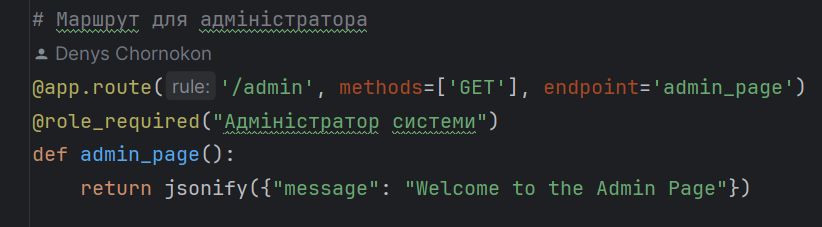 # Маршрут для адміністратора
Denys Chornokon
@app.route( rule: '/admin', methods=['GET'], endpoint='admin_page')
@role_required("Адміністратор системи")
def admin_page():
    return jsonify({"message": "Welcome to the Admin Page"})